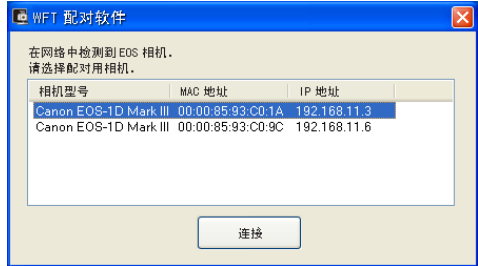 WFT 配对软件
在网络中检测到 EOS 相机.
请选择配对用相机.
相机型号 MAC 地址 IP 地址
Canon EOS-1D Mark III 00:00:85:93:C0:1A 192.168.11.3
Canon EOS-1D Mark III 00:00:85:93:C0:9C 192.168.11.6
连接